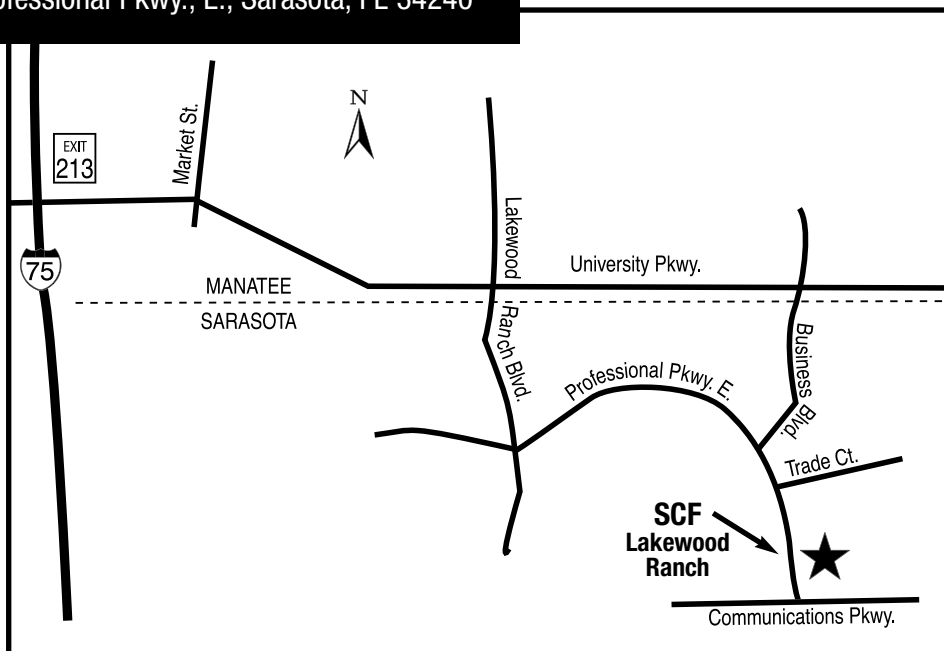 Pkwy., E., Sarasota, FL 34240
N
Market St.
EXIT
213
Lakewood
University Pkwy.
75
MANATEE
SARASOTA
Ranch Blvd.
Business
Professional Pkwy. E.
Blvd.
Trade Ct.
SCF
Lakewood
Ranch
Communications Pkwy.